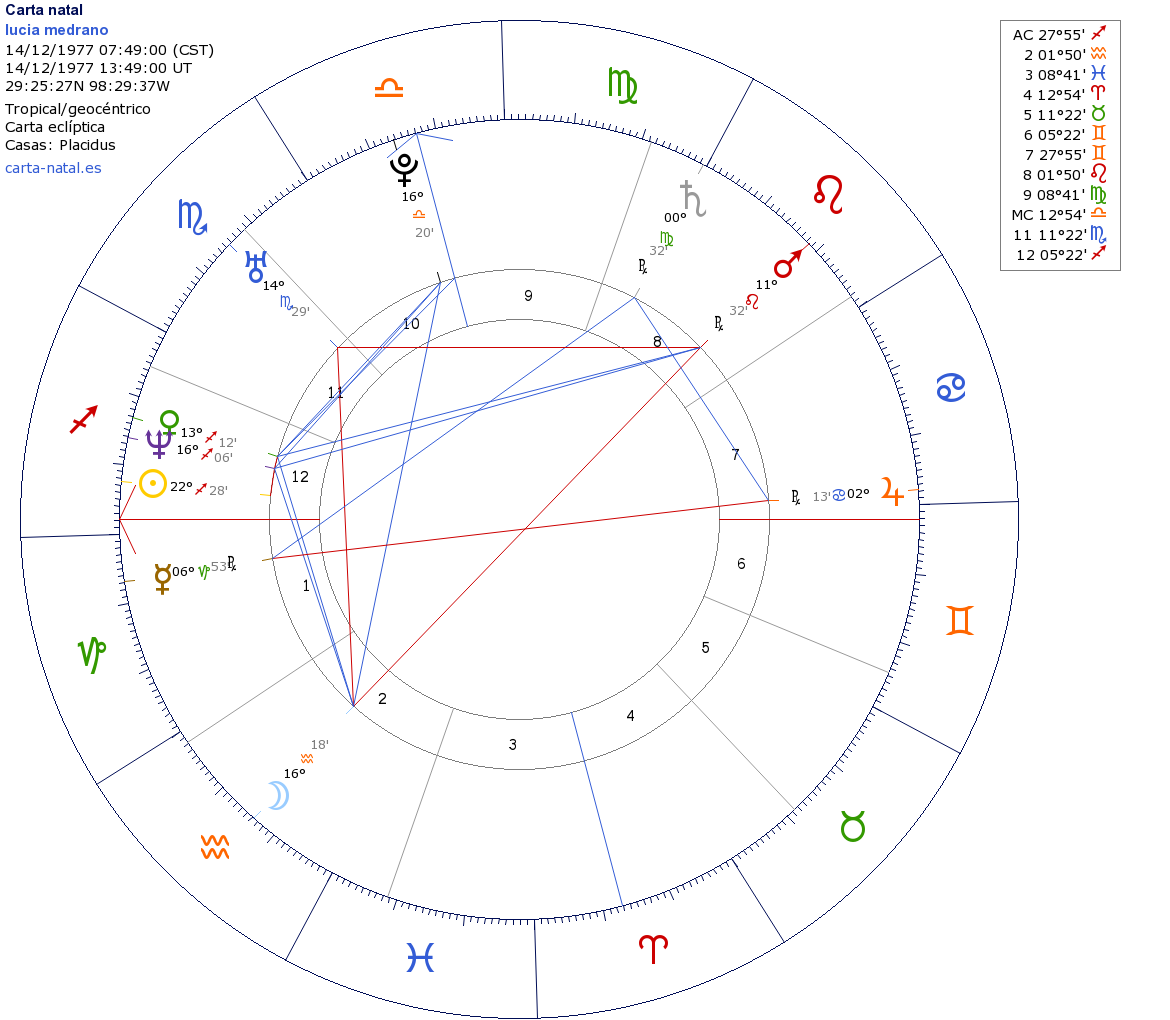 Carta natal
lucia medrano
14/12/1977 07:49:00 (CST)
14/12/1977 13:49:00 UT
29:25:27N 98:29:37W
Tropical/geocéntrico
Carta eclíptica
Casas: Placidus
carta-natal.es
AC 27°55' ♐
2 01°50' ♒
3 08°41' ♓
4 12°54' ♈
5 11°22' ♉
6 05°22' ♊
7 27°55' ♊
8 01°50' ♌
9 08°41' ♍
MC 12°54' ♎
11 11°22' ♏
12 05°22' ♐
♎
♍
♌
♋
♊
♉
♈
♓
♒
♑
♐
♏
♇ 16° ♎ 20'
♄ 00° ♍ 32' ℞
♂ 11° ♌ 32' ℞
♅ 14° ♏ 29'
♀ 13° ♐ 12'
♆ 16° ♐ 06'
☉ 22° ♐ 28'
☿ 06° ♑ 53' ℞
☽ 16° ♒ 18'
℞ 13' ♋ 02° ♃
9
10
8
11
7
12
1
6
2
5
3
4